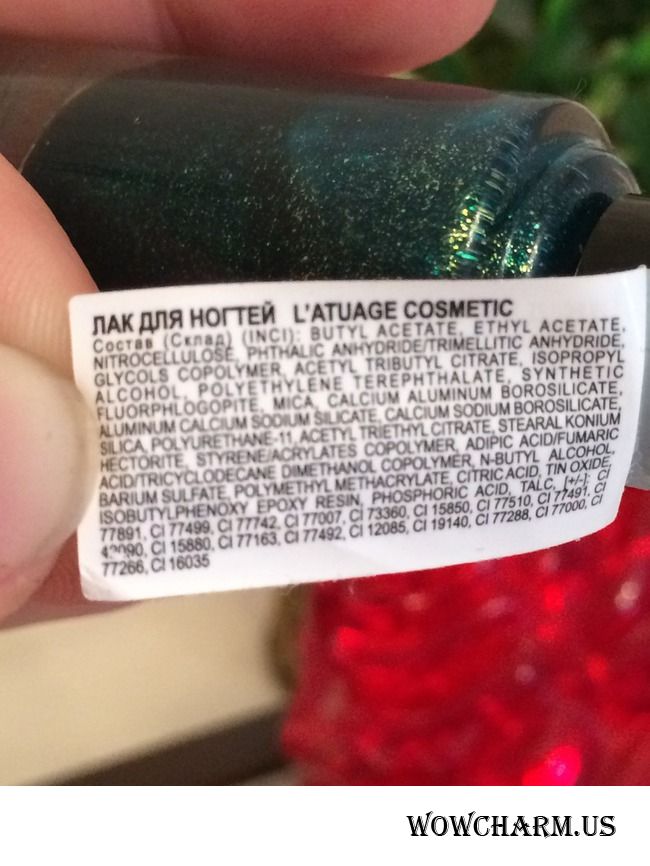 ЛАК ДЛЯ НОГТЕЙ L'ATUAGE COSMETIC
Состав (Склад) (INCI): BUTYL ACETATE, ETHYL ACETATE,
NITROCELLULOSE, PHTHALIC ANHYDRIDE/TRIMELLITIC ANHYDRIDE,
GLYCOLS COPOLYMER, ACETYL TRIBUTYL CITRATE, ISOPROPYL
ALCOHOL, POLYETHYLENE TEREPHTHALATE, SYNTHETIC
FLUORPHLOGOPITE, MICA, CALCIUM ALUMINUM BOROSILICATE,
ALUMINUM CALCIUM SODIUM SILICATE, CALCIUM SODIUM BOROSILICATE,
SILICA, POLYURETHANE-11, ACETYL TRIETHYL CITRATE, STEARAL KONIUM
HECTORITE, STYRENE/ACRYLATES COPOLYMER, ADIPIC ACID/FUMARIC
ACID/TRICYCLODECANE DIMETHANOL COPOLYMER, N-BUTYL ALCOHOL,
BARIUM SULFATE, POLYMETHYL METHACRYLATE, CITRIC ACID, TIN OXIDE,
ISOBUTYLPHENOXY EPOXY RESIN, PHOSPHORIC ACID, TALC, [+/-]: CI
77891, CI 77499, CI 77742, CI 77007, CI 73360, CI 15850, CI 77510, CI 77491, CI
CI 15880, CI 77163, CI 77492, CI 12085, CI 19140, CI 77288, CI 77000, CI
77266, CI 16035
WOWCHARM.US